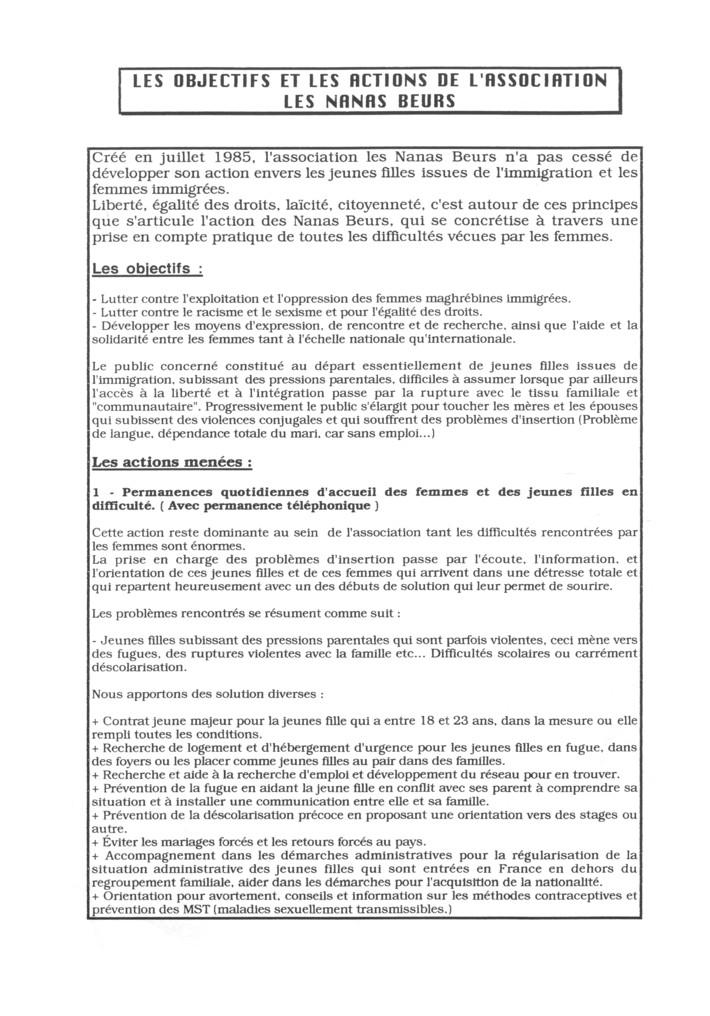 LES OBJECTIFS ET LES ACTIONS DE L'ASSOCIATION
LES NANAS BEURS
Créé en juillet 1985, l'association les Nanas Beurs n'a pas cessé de
développer son action envers les jeunes filles issues de l'immigration et les
femmes immigrées.
Liberté, égalité des droits, laïcité, citoyenneté, c'est autour de ces principes
que s'articule l'action des Nanas Beurs, qui se concrétise à travers une
prise en compte pratique de toutes les difficultés vécues par les femmes.
Les objectifs :
- Lutter contre l'exploitation et l'oppression des femmes maghrébines immigrées.
- Lutter contre le racisme et le sexisme et pour l'égalité des droits.
- Développer les moyens d'expression, de rencontre et de recherche, ainsi que l'aide et la
solidarité entre les femmes tant à l'échelle nationale qu'internationale.
Le public concerné constitué au départ essentiellement de jeunes filles issues de
l'immigration, subissant des pressions parentales, difficiles à assumer lorsque par ailleurs
l'accès à la liberté et à l'intégration passe par la rupture avec le tissu familiale et
"communautaire". Progressivement le public s'élargit pour toucher les mères et les épouses
qui subissent des violences conjugales et qui souffrent des problèmes d'insertion (Problème
de langue, dépendance totale du mari, car sans emploi...)
Les actions menées :
1 - Permanences quotidiennes d'accueil des femmes et des jeunes filles en
difficulté. ( Avec permanence téléphonique )
Cette action reste dominante au sein de l'association tant les difficultés rencontrées par
les femmes sont énormes.
La prise en charge des problèmes d'insertion passe par l'écoute, l'information, et
l'orientation de ces jeunes filles et de ces femmes qui arrivent dans une détresse totale et
qui repartent heureusement avec un des débuts de solution qui leur permet de sourire.
Les problèmes rencontrés se résument comme suit :
- Jeunes filles subissant des pressions parentales qui sont parfois violentes, ceci mène vers
des fugues, des ruptures violentes avec la famille etc... Difficultés scolaires ou carrément
déscolarisation.
Nous apportons des solution diverses :
+ Contrat jeune majeur pour la jeunes fille qui a entre 18 et 23 ans, dans la mesure ou elle
rempli toutes les conditions.
+ Recherche de logement et d'hébergement d'urgence pour les jeunes filles en fugue, dans
des foyers ou les placer comme jeunes filles au pair dans des familles.
+ Recherche et aide à la recherche d'emploi et développement du réseau pour en trouver.
+ Prévention de la fugue en aidant la jeune fille en conflit avec ses parent à comprendre sa
situation et à installer une communication entre elle et sa famille.
+ Prévention de la déscolarisation précoce en proposant une orientation vers des stages ou
autre.
+ Éviter les mariages forcés et les retours forcés au pays.
+ Accompagnement dans les démarches administratives pour la régularisation de la
situation administrative des jeunes filles qui sont entrées en France en dehors du
regroupement familiale, aider dans les démarches pour l'acquisition de la nationalité.
+ Orientation pour avortement, conseils et information sur les méthodes contraceptives et
prévention des MST (maladies sexuellement transmissibles.)